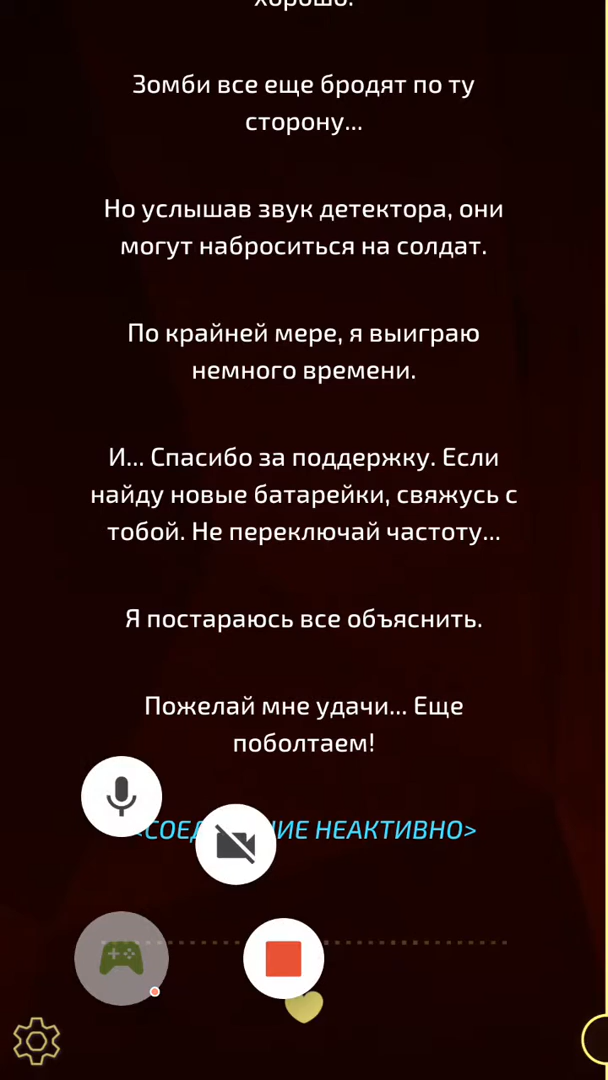 хорошо.
Зомби все еще бродят по ту
сторону...
Но услышав звук детектора, они
могут наброситься на солдат.
По крайней мере, я выиграю
немного времени.
И... Спасибо за поддержку. Если
найду новые батарейки, свяжусь с
тобой. Не переключай частоту...
Я постараюсь все объяснить.
Пожелай мне удачи... Еще
поболтаем!
НЕАКТИВНО>